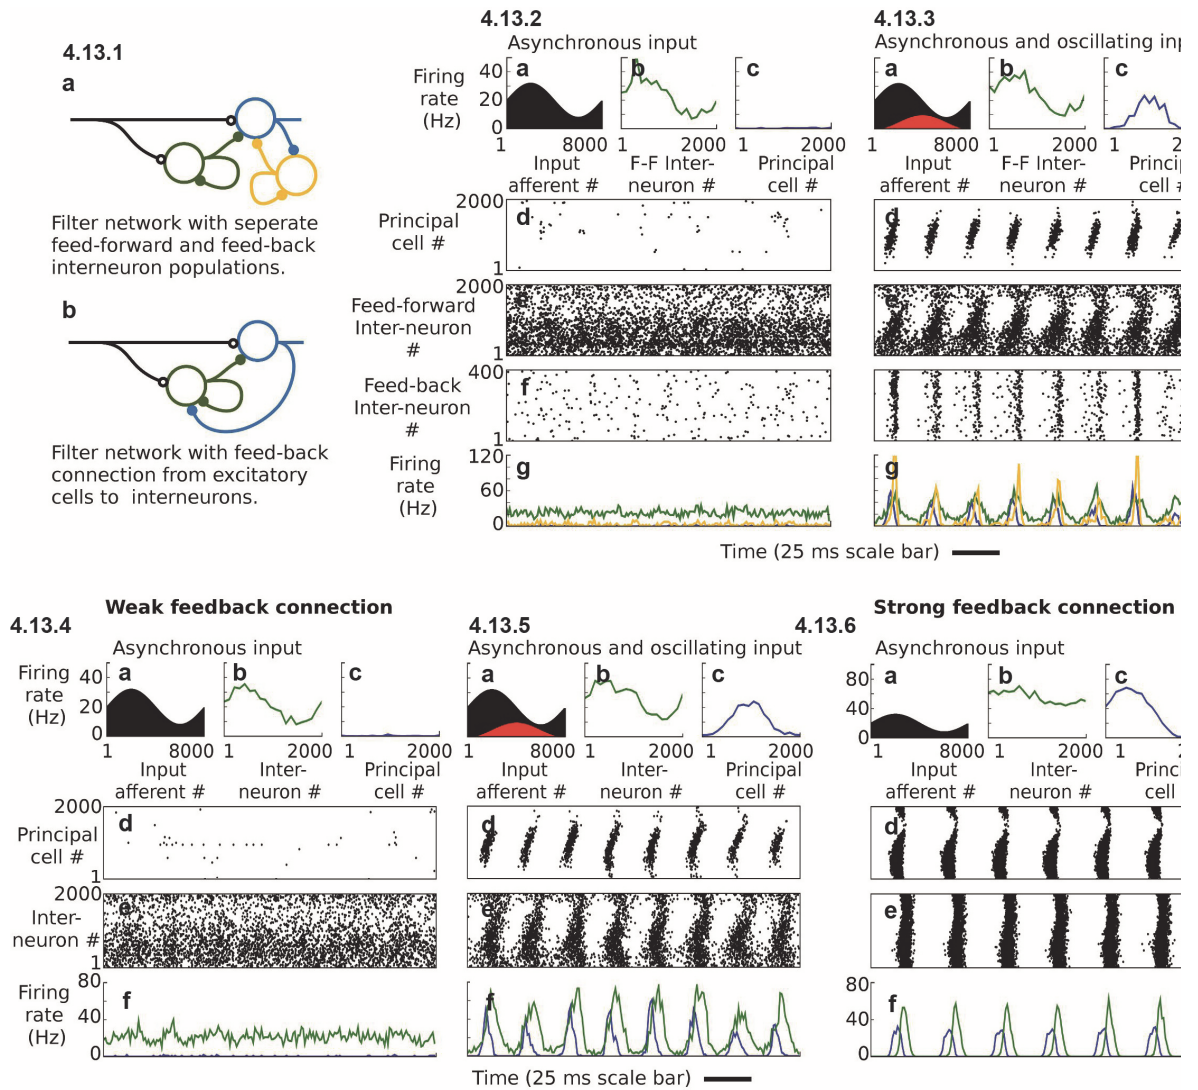 4.13.1
a
Filter network with seperate
feed-forward and feed-back
interneuron populations.
b
Filter network with feed-back
connection from excitatory
cells to interneurons.
4.13.2
Asynchronous input
Firing
rate
(Hz)
40
20
0
a
b
c
1 8000
1 2000
Input
afferent #
F-F Inter-
neuron #
Principal
cell #
Principal
cell #
2000
1
d
Feed-forward
Inter-neuron
#
2000
1
e
Feed-back
Inter-neuron
#
400
1
f
Firing
rate
(Hz)
120
60
0
g
4.13.3
Asynchronous and oscillating inp
a
b
c
1 8000
1 2000
1 2
Input
afferent #
F-F Inter-
neuron #
Princip
cell #
d
e
f
g
Time (25 ms scale bar)
Weak feedback connection
4.13.4
Asynchronous input
Firing
rate
(Hz)
40
20
0
a
b
c
1 8000
1 2000
1 2000
Input
afferent #
Inter-
neuron #
Principal
cell #
Principal
cell #
2000
1
d
Inter-
neuron #
2000
1
e
Firing
rate
(Hz)
80
40
0
f
4.13.5
Asynchronous and oscillating input
a
b
c
1 8000
1 2000
1 2000
Input
afferent #
Inter-
neuron #
Principal
cell #
d
e
f
Time (25 ms scale bar)
Strong feedback connection
4.13.6
Asynchronous input
80
40
0
a
b
c
1 8000
1 2000
1
Input
afferent #
Inter-
neuron #
Princi
cell
d
e
80
40
0
f